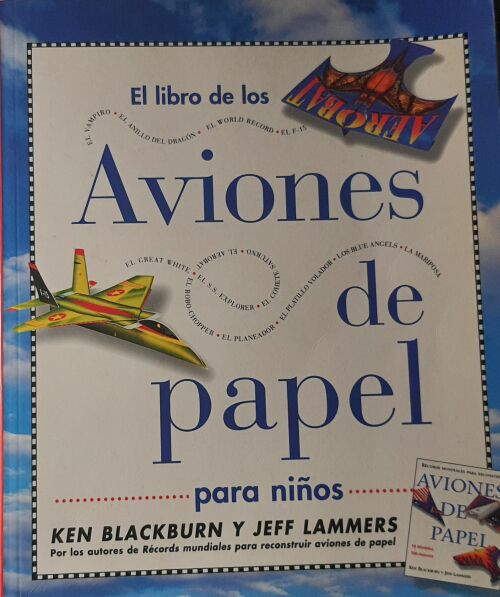 El libro de los
AEROBAT
EL VAMPIRO • EL ANILLO DEL DRAGÓN • EL WORLD RECORD • EL F-15
Aviones
EL GREAT WHITE • EL S.S. EXPLORER • EL COHETE SATURNO • EL AEROBAT • EL ROBO-CHOPPER • EL PLANEADOR • EL PLATILLO VOLADOR • LOS BLUE ANGELS • LA MARIPOSA
de
papel
para niños
KEN BLACKBURN Y JEFF LAMMERS
Por los autores de Récords mundiales para reconstruir aviones de papel
AVIONES
DE
PAPEL
KEN BLACKBURN Y JEFF LAMMERS